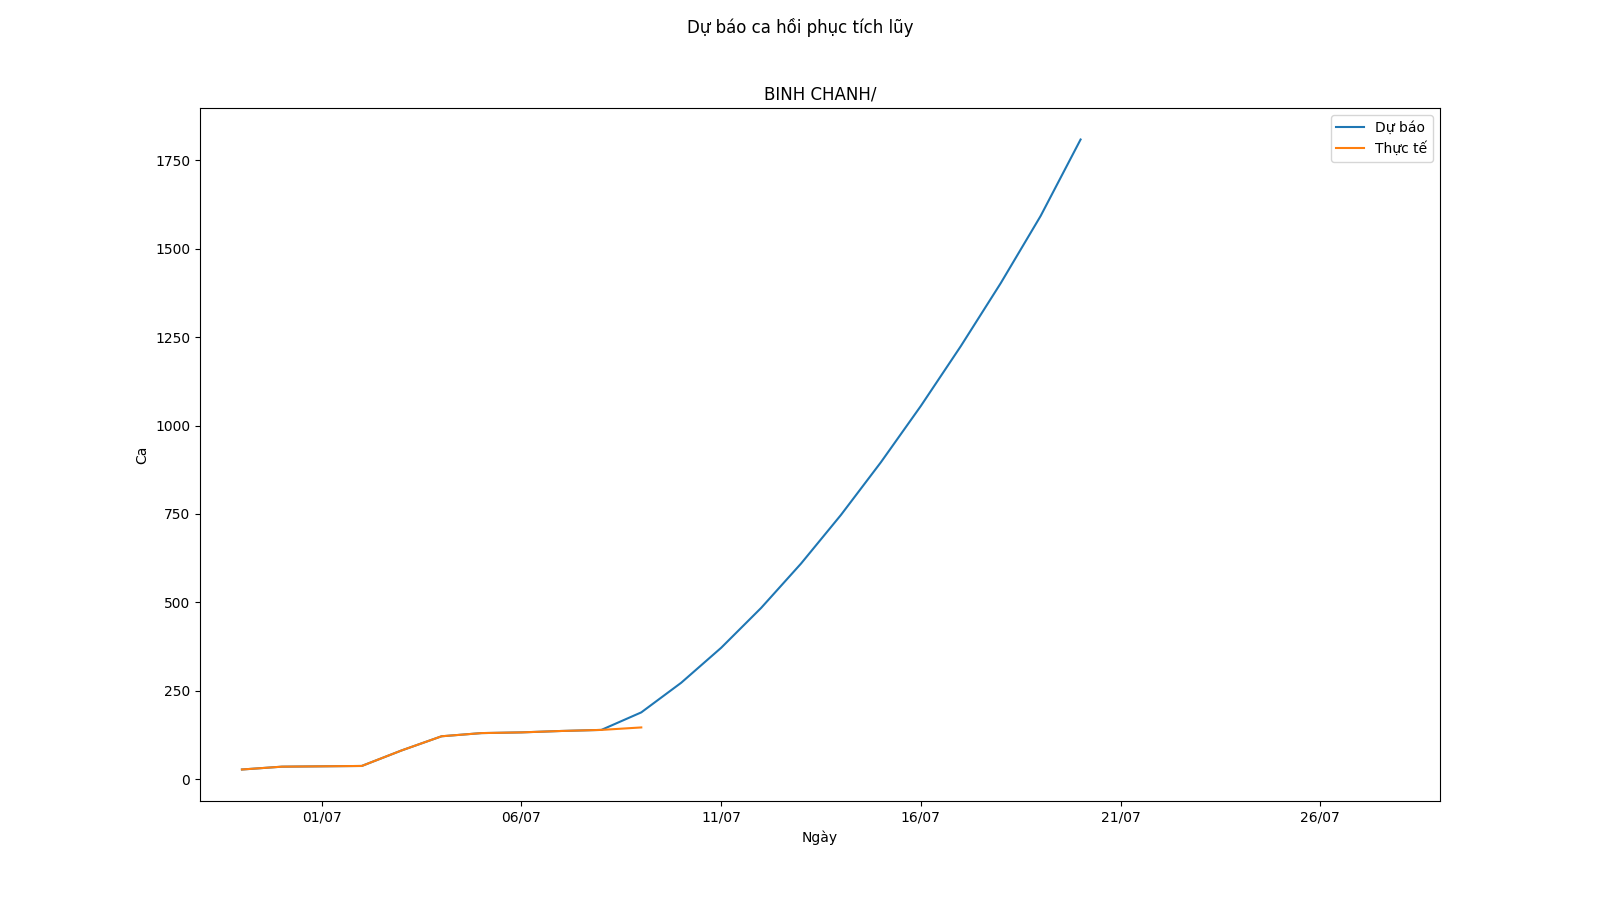 Dự báo ca hồi phục tích lũy
BINH CHANH/
Dự báo
Thực tế
1750
1500
1250
1000
750
500
250
0
Ca
01/07
06/07
11/07
16/07
21/07
26/07
Ngày